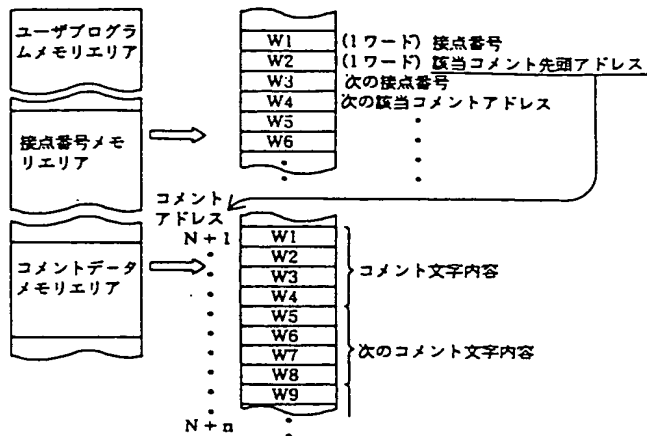 ユーザプログラ
ムメモリエリア
接点番号メモ
リエリア
コメントデータ
メモリエリア
W1 (1ワード) 接点番号
W2 (1ワード) 該当コメント先頭アドレス
W3 次の接点番号
W4 次の該当コメントアドレス
W5
W6
コメント
アドレス
N+1
N+n
W1
W2
W3
W4
W5
W6
W7
W8
W9
コメント文字内容
次のコメント文字内容